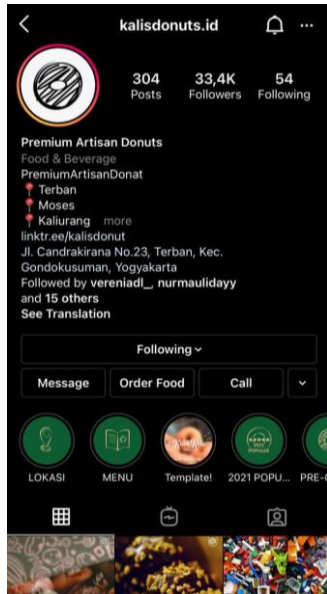 kalisdonuts.id
304 33,4K 54
Posts Followers Following
Premium Artisan Donuts
Food & Beverage
PremiumArtisanDonat
📍 Terban
📍 Moses
📍 Kaliurang more
linktr.ee/kalisdonut
Jl. Candrakirana No.23, Terban, Kec.
Gondokusuman, Yogyakarta
Followed by vereniadl_, nurmaulidayy
and 15 others
See Translation
Following
Message Order Food Call
LOKASI MENU Template! 2021 POPU... PRE-